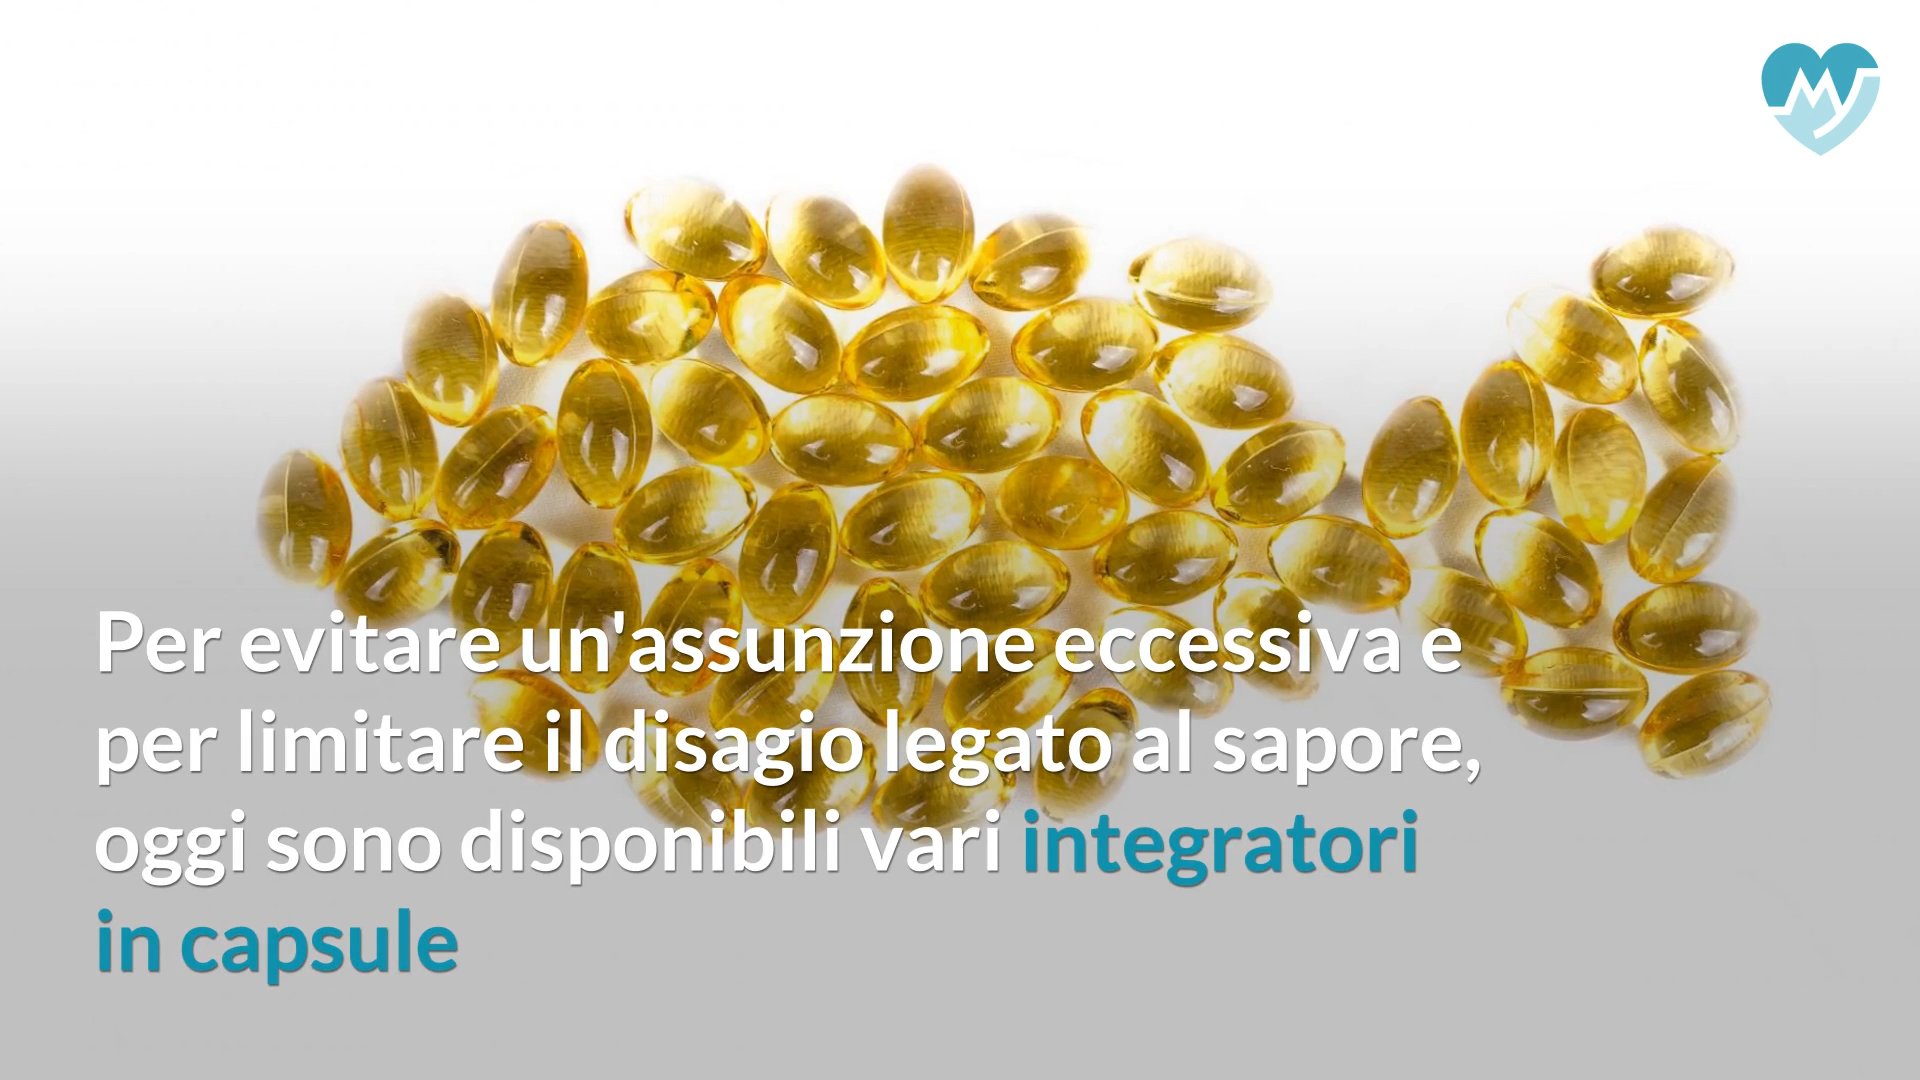 Per evitare un'assunzione eccessiva e
per limitare il disagio legato al sapore,
oggi sono disponibili vari integratori
in capsule